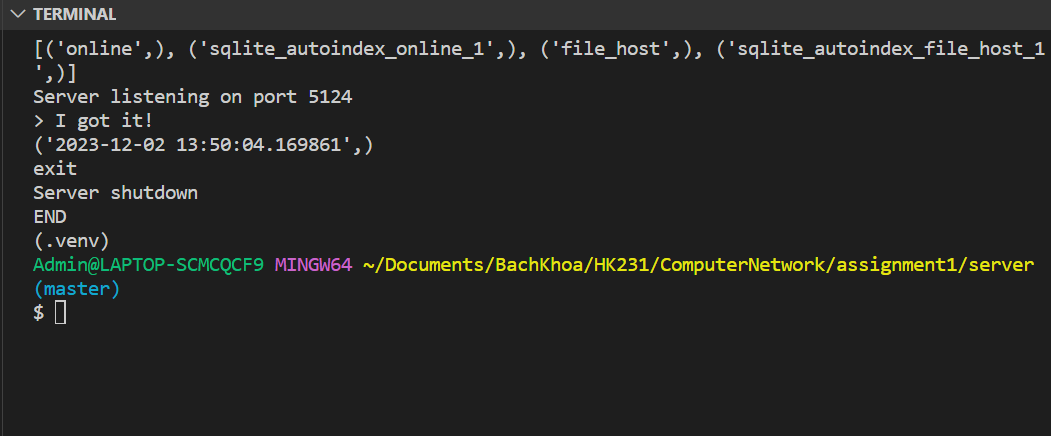 TERMINAL
[('online',), ('sqlite_autoindex_online_1',), ('file_host',), ('sqlite_autoindex_file_host_1
',)]
Server listening on port 5124
> I got it!
('2023-12-02 13:50:04.169861',)
exit
Server shutdown
END
(.venv)
Admin@LAPTOP-SCMCQCF9 MINGW64 ~/Documents/BachKhoa/HK231/ComputerNetwork/assignment1/server
(master)
$